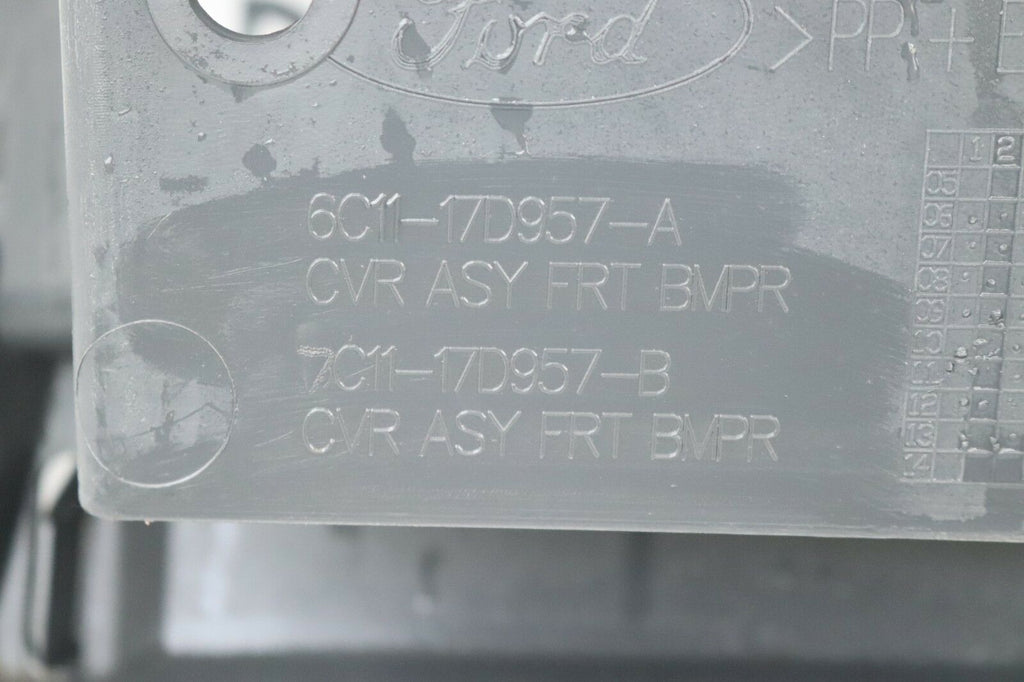 Ford
>PP+E
6C11-17D957-A
CVR ASY FRT BMPR
7C11-17D957-B
CVR ASY FRT BMPR
1 2
05
06
07
08
09
10
11
12
13
14